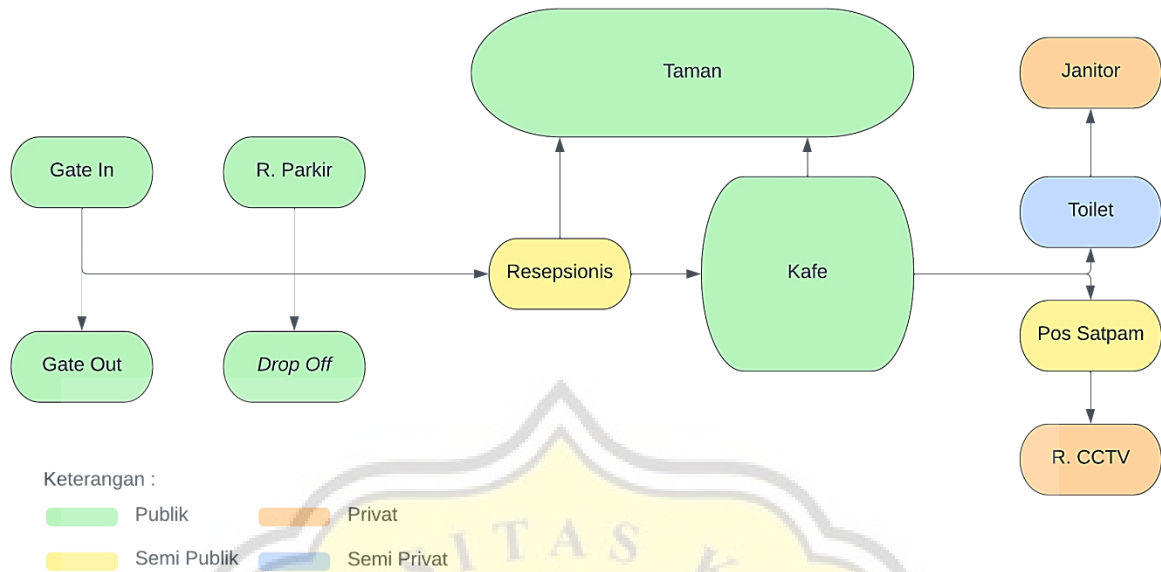 Taman
Janitor
Gate In
R. Parkir
Toilet
Resepsionis
Kafe
Pos Satpam
Gate Out
Drop Off
R. CCTV
Keterangan :
Publik
Privat
Semi Publik
Semi Privat
ITAS K